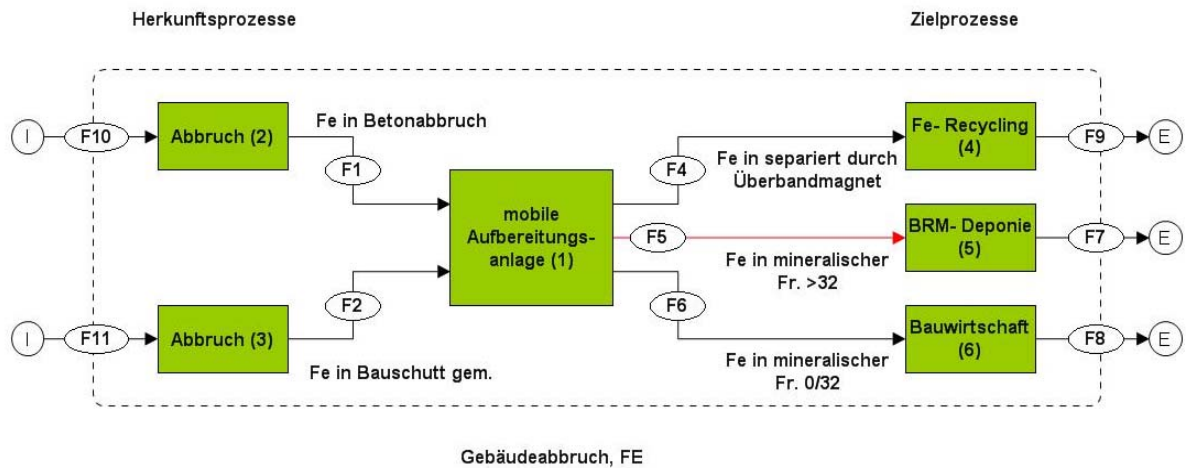 Herkunftsprozesse
Zielprozesse
I
F10
Abbruch (2)
Fe in Betonabbruch
F1
F4
Fe- Recycling
(4)
F9
E
Fe in separiert durch
Überbandmagnet
mobile
Aufbereitungs-
anlage (1)
F5
BRM- Deponie
(5)
F7
E
Fe in mineralischer
Fr. >32
I
F11
Abbruch (3)
F2
Fe in Bauschutt gem.
F6
Bauwirtschaft
(6)
F8
E
Fe in mineralischer
Fr. 0/32
Gebäudeabbruch, FE